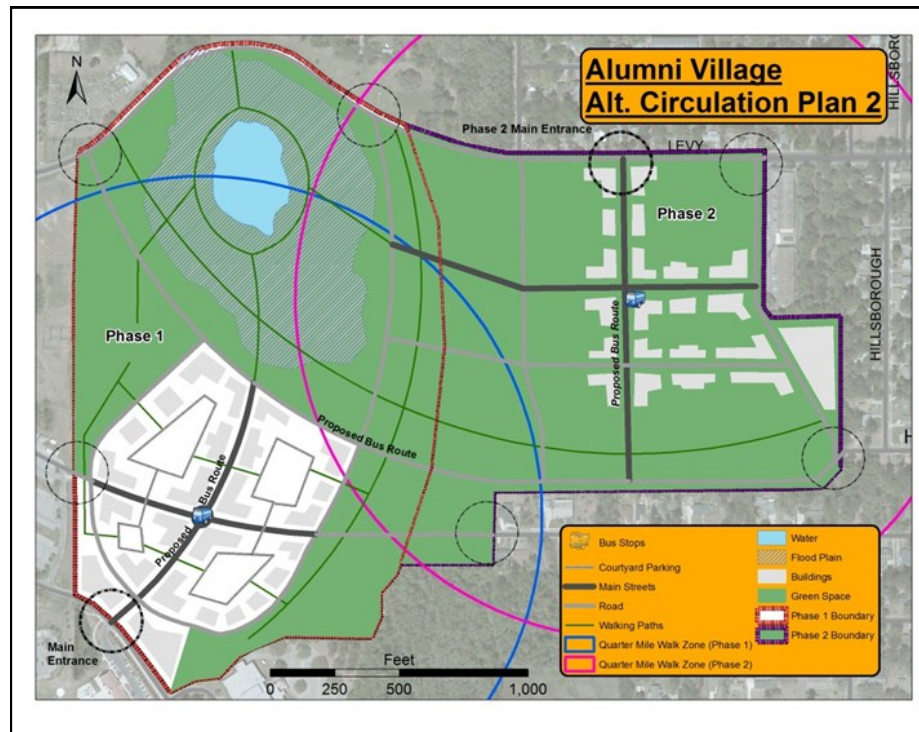 Alumni Village
Alt. Circulation Plan 2
N
HILLSBORO
Phase 2 Main Entrance
LEVY
Phase 2
HILLSBOROUGH
Proposed Bus Route
Phase 1
Proposed Bus Route
H
Proposed Bus Route
Main
Entrance
Feet
0 250 500 1,000
Bus Stops
Courtyard Parking
Main Streets
Road
Walking Paths
Quarter Mile Walk Zone (Phase 1)
Quarter Mile Walk Zone (Phase 2)
Water
Flood Plain
Buildings
Green Space
Phase 1 Boundary
Phase 2 Boundary